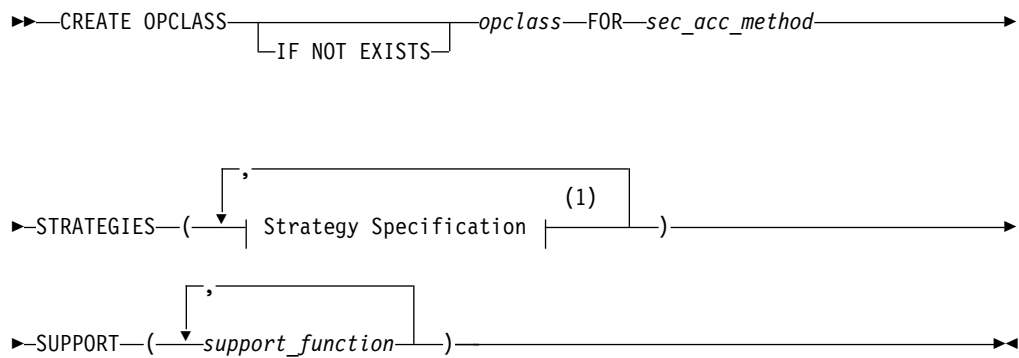 CREATE OPCLASS opclass FOR sec_acc_method
IF NOT EXISTS
,
(1)
STRATEGIES ( Strategy Specification )
,
SUPPORT ( support_function )